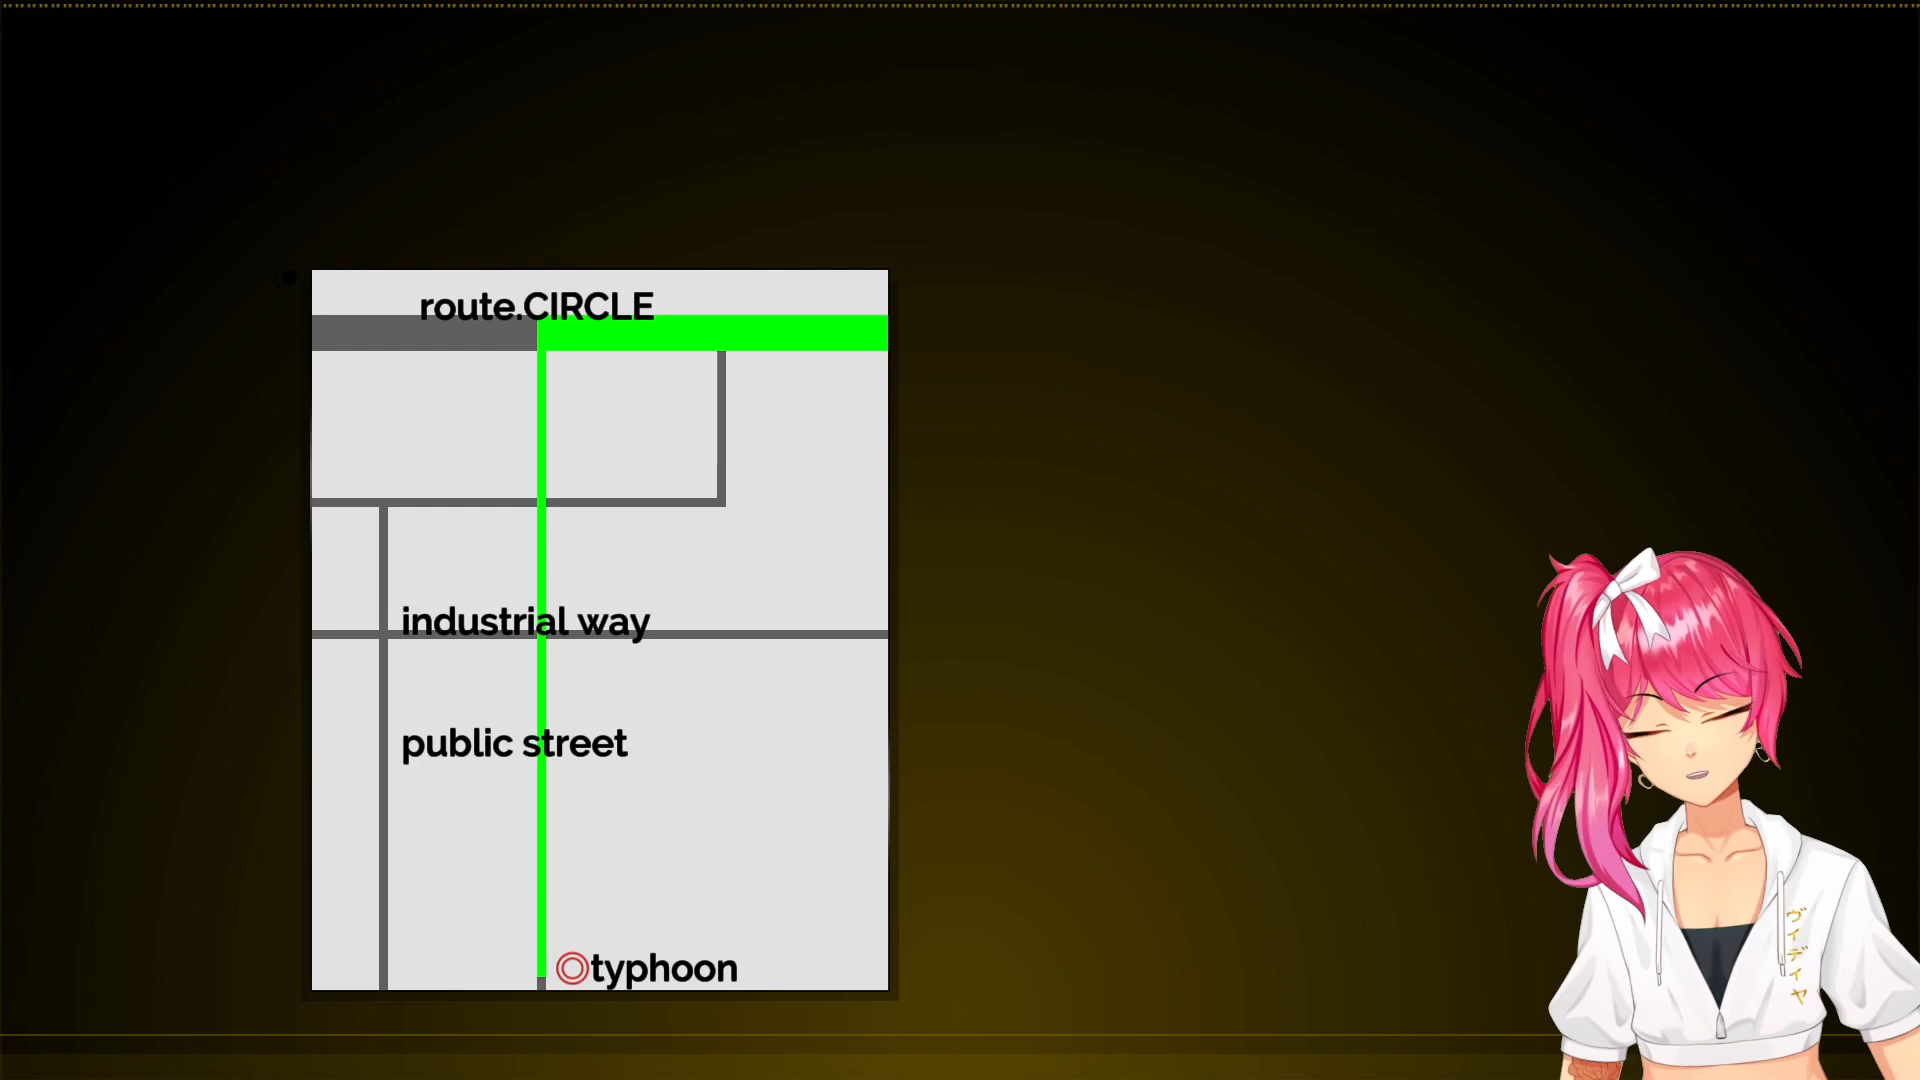 route.CIRCLE
industrial way
public street
typhoon
ヴィディヤ